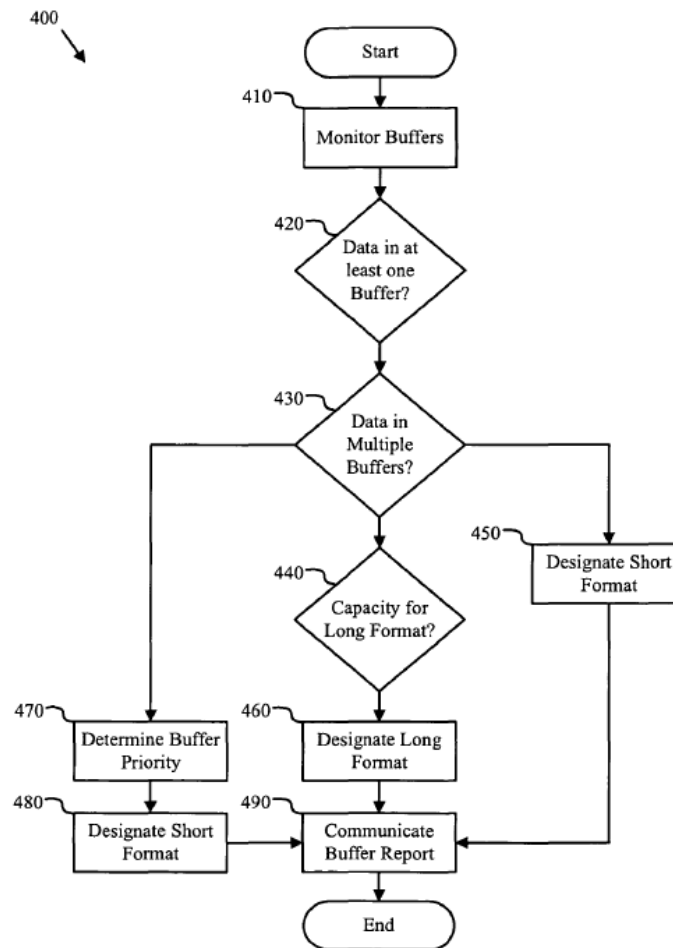 400
Start
410
Monitor Buffers
420
Data in at
least one
Buffer?
430
Data in
Multiple
Buffers?
440
Capacity for
Long Format?
450
Designate Short
Format
470
Determine Buffer
Priority
460
Designate Long
Format
480
Designate Short
Format
490
Communicate
Buffer Report
End